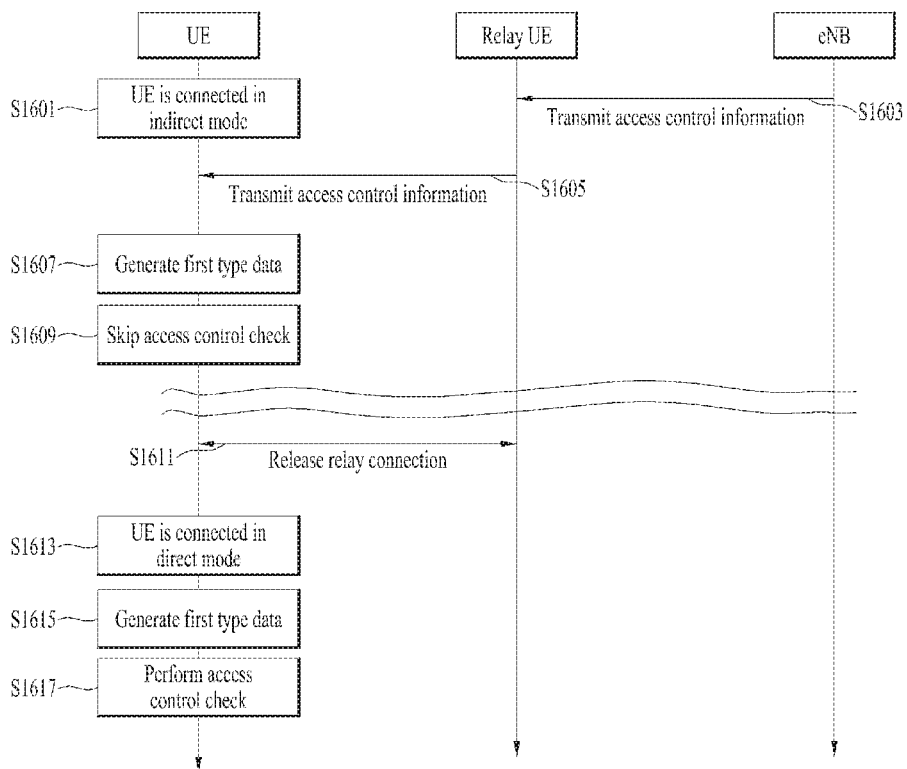 UE
Relay UE
eNB
S1601
UE is connected in
indirect mode
S1603
Transmit access control information
S1605
Transmit access control information
S1607
Generate first type data
S1609
Skip access control check
S1611
Release relay connection
S1613
UE is connected in
direct mode
S1615
Generate first type data
S1617
Perform access
control check